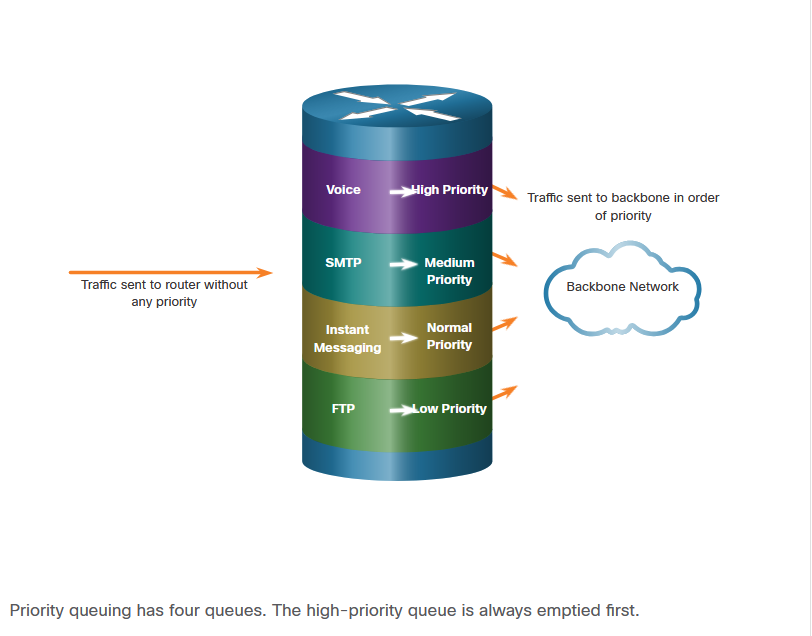 Voice
High Priority
SMTP
Medium
Priority
Instant
Messaging
Normal
Priority
FTP
Low Priority
Traffic sent to router without
any priority
Traffic sent to backbone in order
of priority
Backbone Network
Priority queuing has four queues. The high-priority queue is always emptied first.